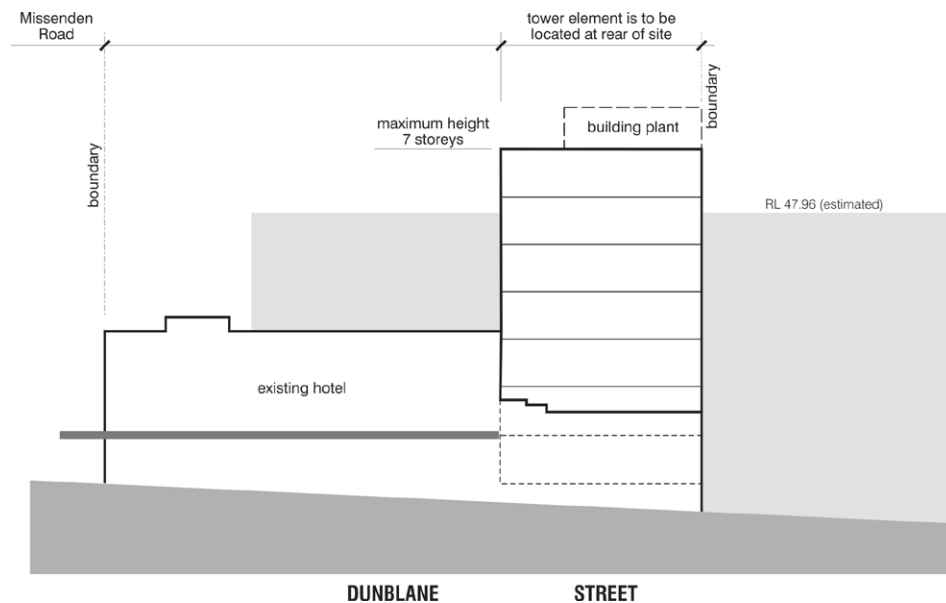 Missenden
Road
tower element is to be
located at rear of site
boundary
boundary
maximum height
7 storeys
building plant
RL 47.96 (estimated)
existing hotel
DUNBLANE STREET